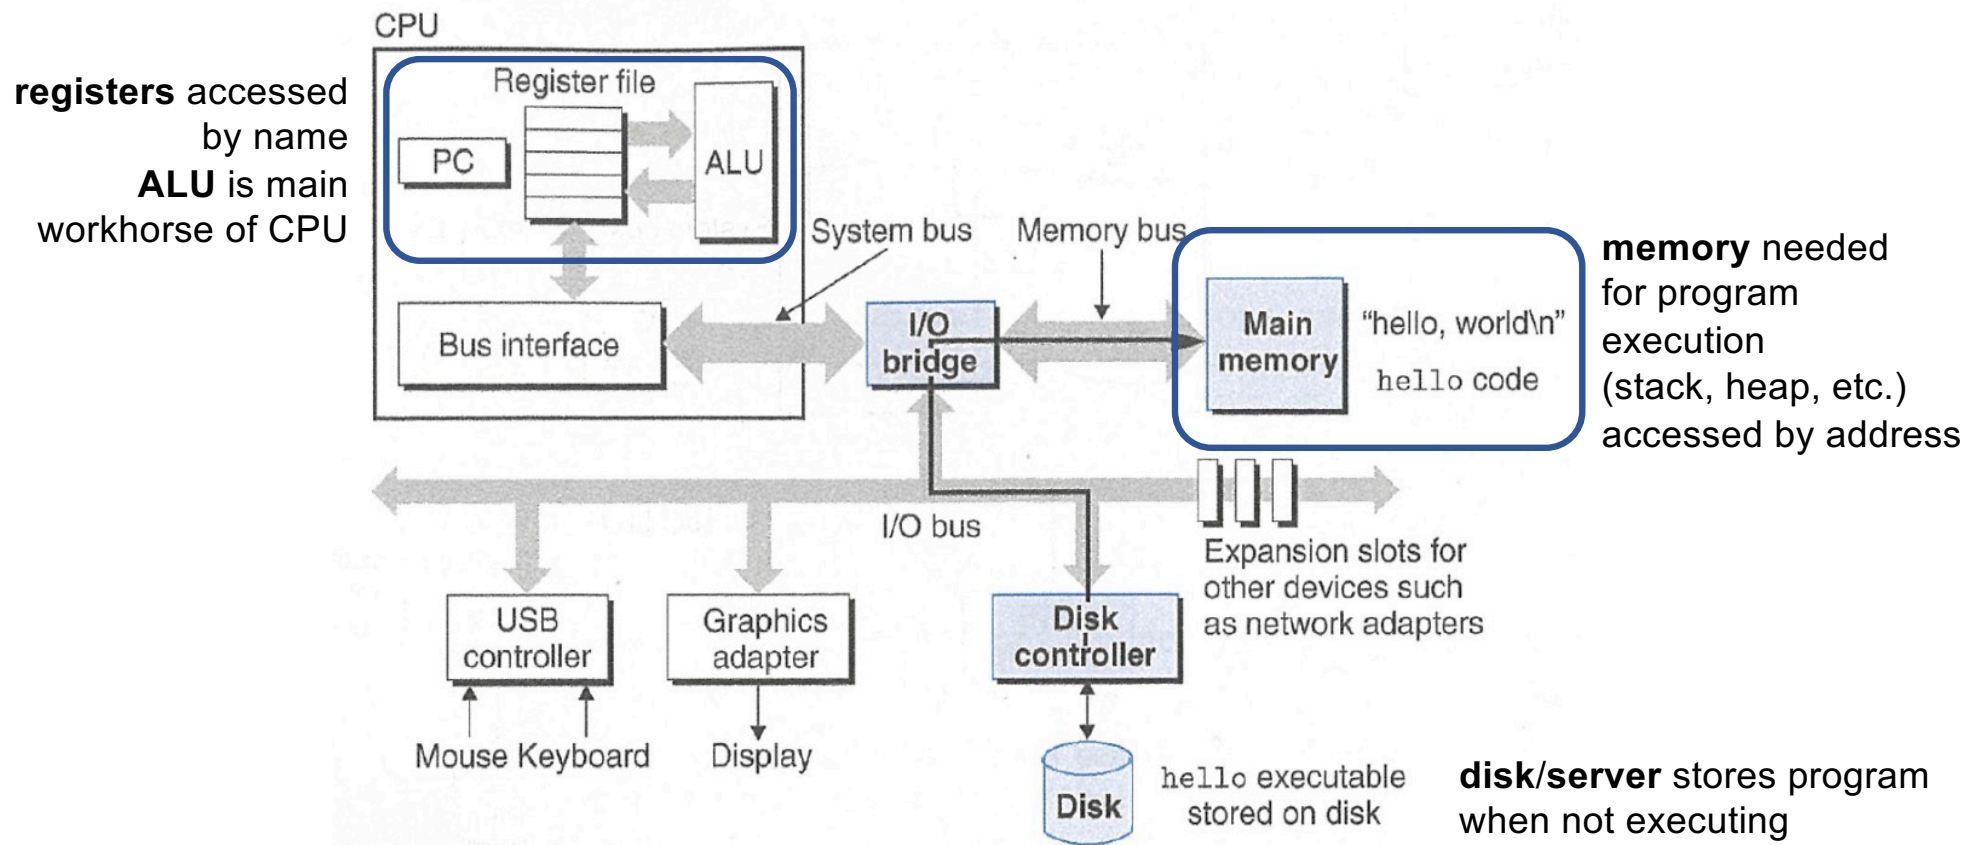 CPU
registers accessed
by name
ALU is main
workhorse of CPU
Register file
PC
ALU
System bus
Memory bus
Bus interface
I/O
bridge
Main
memory
“hello, world\n”
hello code
memory needed
for program
execution
(stack, heap, etc.)
accessed by address
I/O bus
Expansion slots for
other devices such
as network adapters
USB
controller
Graphics
adapter
Disk
controller
Mouse Keyboard
Display
Disk
hello executable
stored on disk
disk/server stores program
when not executing